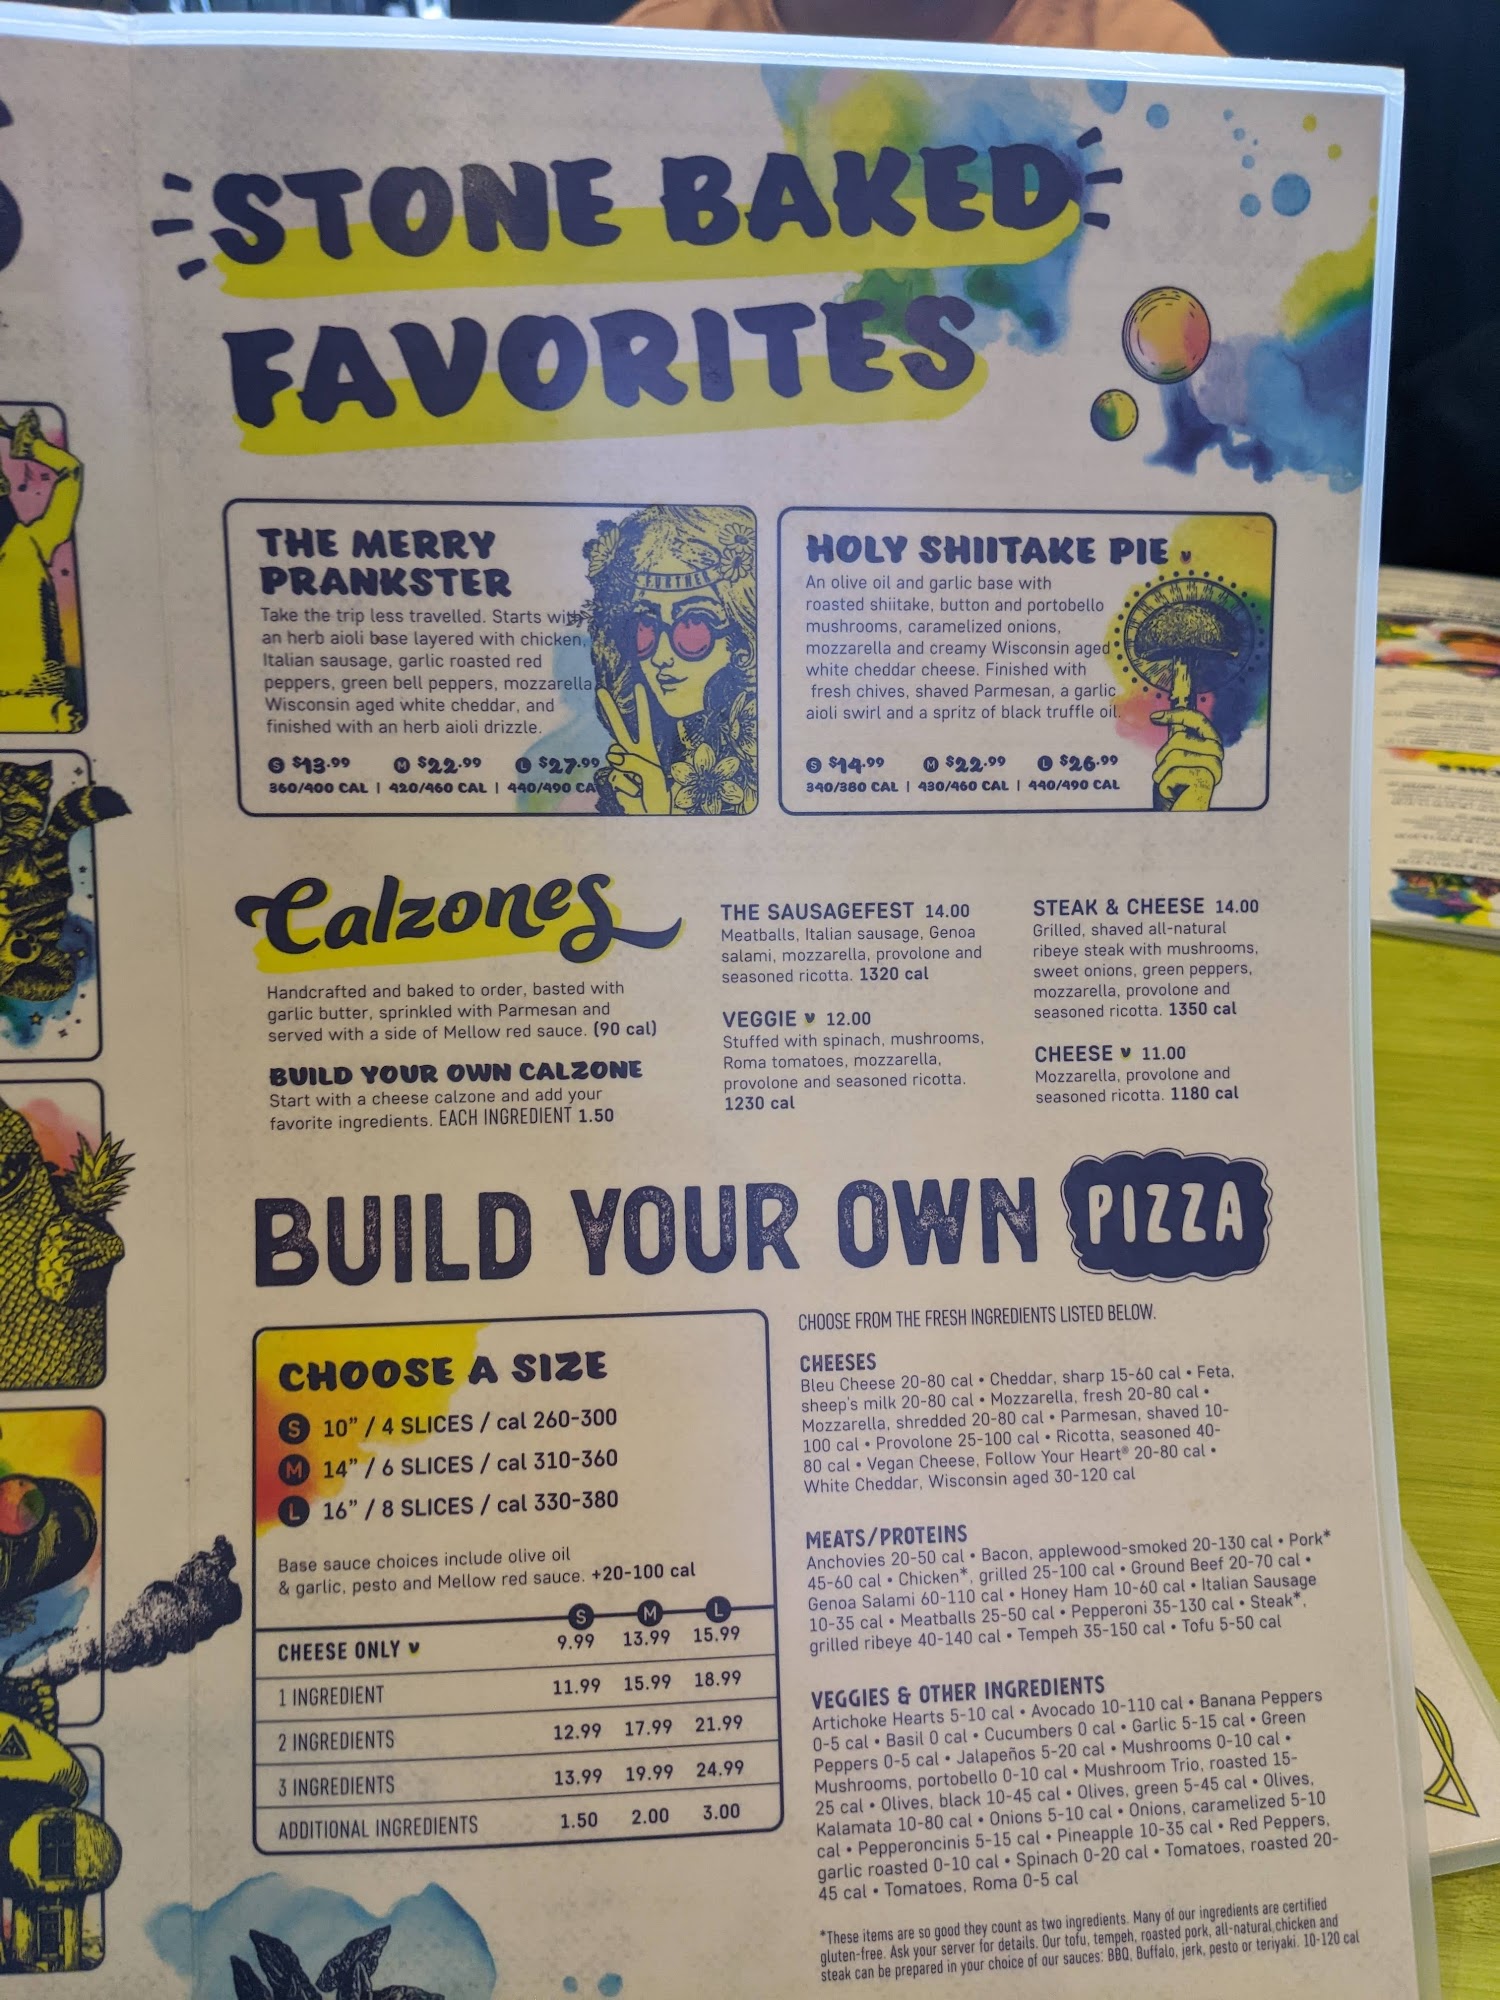 STONE BAKED
FAVORITES
THE MERRY
PRANKSTER
Take the trip less travelled. Starts with
an herb aioli base layered with chicken,
Italian sausage, garlic roasted red
peppers, green bell peppers, mozzarella
Wisconsin aged white cheddar, and
finished with an herb aioli drizzle.
S $13.99 M $22.99 L $27.99
360/400 CAL | 420/460 CAL | 440/490 CA
FURTHER
HOLY SHIITAKE PIE
An olive oil and garlic base with
roasted shiitake, button and portobello
mushrooms, caramelized onions,
mozzarella and creamy Wisconsin aged
white cheddar cheese. Finished with
fresh chives, shaved Parmesan, a garlic
aioli swirl and a spritz of black truffle oil.
S $14.99 M $22.99 L $26.99
340/380 CAL | 430/460 CAL | 440/490 CAL
Calzones
Handcrafted and baked to order, basted with
garlic butter, sprinkled with Parmesan and
served with a side of Mellow red sauce. (90 cal)
BUILD YOUR OWN CALZONE
Start with a cheese calzone and add your
favorite ingredients. EACH INGREDIENT 1.50
THE SAUSAGEFEST 14.00
Meatballs, Italian sausage, Genoa
salami, mozzarella, provolone and
seasoned ricotta. 1320 cal
VEGGIE 12.00
Stuffed with spinach, mushrooms,
Roma tomatoes, mozzarella,
provolone and seasoned ricotta.
1230 cal
STEAK & CHEESE 14.00
Grilled, shaved all-natural
ribeye steak with mushrooms,
sweet onions, green peppers,
mozzarella, provolone and
seasoned ricotta. 1350 cal
CHEESE 11.00
Mozzarella, provolone and
seasoned ricotta. 1180 cal
BUILD YOUR OWN PIZZA
CHOOSE A SIZE
S 10" / 4 SLICES / cal 260-300
M 14" / 6 SLICES / cal 310-360
L 16" / 8 SLICES / cal 330-380
Base sauce choices include olive oil
& garlic, pesto and Mellow red sauce. +20-100 cal
S M L
CHEESE ONLY 9.99 13.99 15.99
1 INGREDIENT 11.99 15.99 18.99
2 INGREDIENTS 12.99 17.99 21.99
3 INGREDIENTS 13.99 19.99 24.99
ADDITIONAL INGREDIENTS 1.50 2.00 3.00
CHOOSE FROM THE FRESH INGREDIENTS LISTED BELOW.
CHEESES
Bleu Cheese 20-80 cal • Cheddar, sharp 15-60 cal • Feta,
sheep's milk 20-80 cal • Mozzarella, fresh 20-80 cal •
Mozzarella, shredded 20-80 cal • Parmesan, shaved 10-
100 cal • Provolone 25-100 cal • Ricotta, seasoned 40-
80 cal • Vegan Cheese, Follow Your Heart® 20-80 cal •
White Cheddar, Wisconsin aged 30-120 cal
MEATS/PROTEINS
Anchovies 20-50 cal • Bacon, applewood-smoked 20-130 cal • Pork*
45-60 cal • Chicken*, grilled 25-100 cal • Ground Beef 20-70 cal •
Genoa Salami 60-110 cal • Honey Ham 10-60 cal • Italian Sausage
10-35 cal • Meatballs 25-50 cal • Pepperoni 35-130 cal • Steak*,
grilled ribeye 40-140 cal • Tempeh 35-150 cal • Tofu 5-50 cal
VEGGIES & OTHER INGREDIENTS
Artichoke Hearts 5-10 cal • Avocado 10-110 cal • Banana Peppers
0-5 cal • Basil 0 cal • Cucumbers 0 cal • Garlic 5-15 cal • Green
Peppers 0-5 cal • Jalapeños 5-20 cal • Mushrooms 0-10 cal •
Mushrooms, portobello 0-10 cal • Mushroom Trio, roasted 15-
25 cal • Olives, black 10-45 cal • Olives, green 5-45 cal • Olives,
Kalamata 10-80 cal • Onions 5-10 cal • Onions, caramelized 5-10
cal • Pepperoncinis 5-15 cal • Pineapple 10-35 cal • Red Peppers,
garlic roasted 0-10 cal • Spinach 0-20 cal • Tomatoes, roasted 20-
45 cal • Tomatoes, Roma 0-5 cal
*These items are so good they count as two ingredients. Many of our ingredients are certified
gluten-free. Ask your server for details. Our tofu, tempeh, roasted pork, all-natural chicken and
steak can be prepared in your choice of our sauces: BBQ, Buffalo, jerk, pesto or teriyaki. 10-120 cal